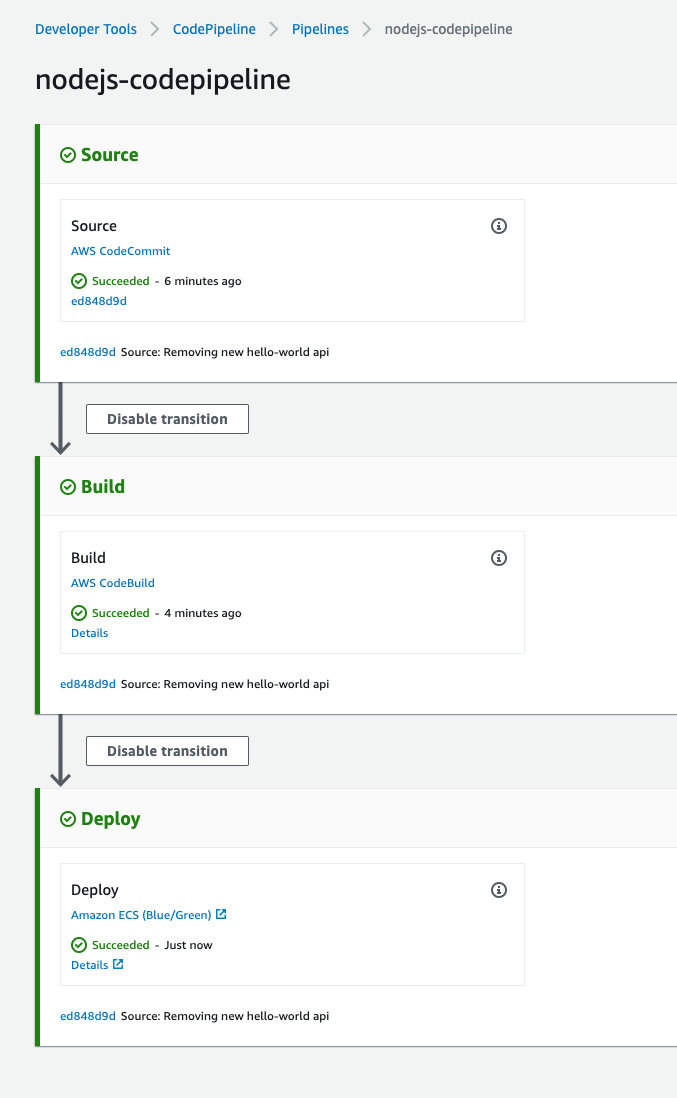 Developer Tools > CodePipeline > Pipelines > nodejs-codepipeline
nodejs-codepipeline
Source
Source
AWS CodeCommit
Succeeded - 6 minutes ago
ed848d9d
ed848d9d Source: Removing new hello-world api
Disable transition
Build
Build
AWS CodeBuild
Succeeded - 4 minutes ago
Details
ed848d9d Source: Removing new hello-world api
Disable transition
Deploy
Deploy
Amazon ECS (Blue/Green)
Succeeded - Just now
Details
ed848d9d Source: Removing new hello-world api